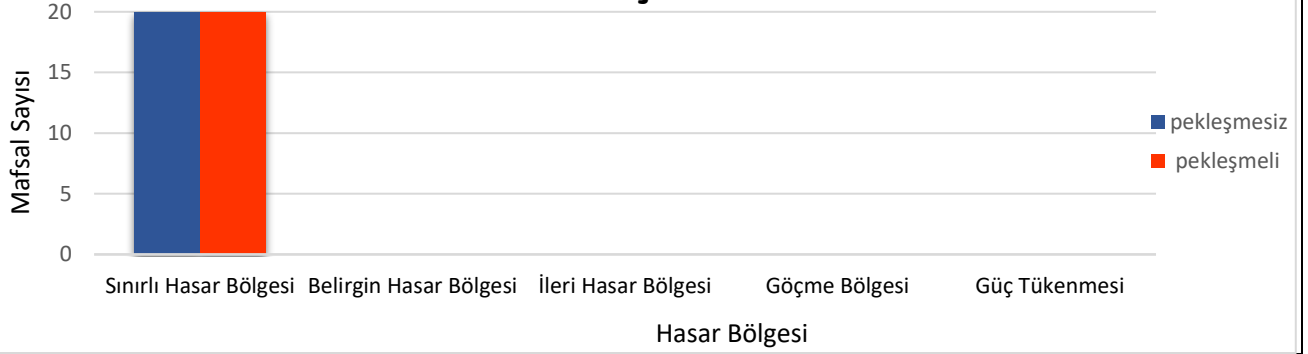 20
15
10
5
0
Mafsal Sayısı
pekleşmesiz
pekleşmeli
Sınırlı Hasar Bölgesi Belirgin Hasar Bölgesi İleri Hasar Bölgesi Göçme Bölgesi Güç Tükenmesi
Hasar Bölgesi